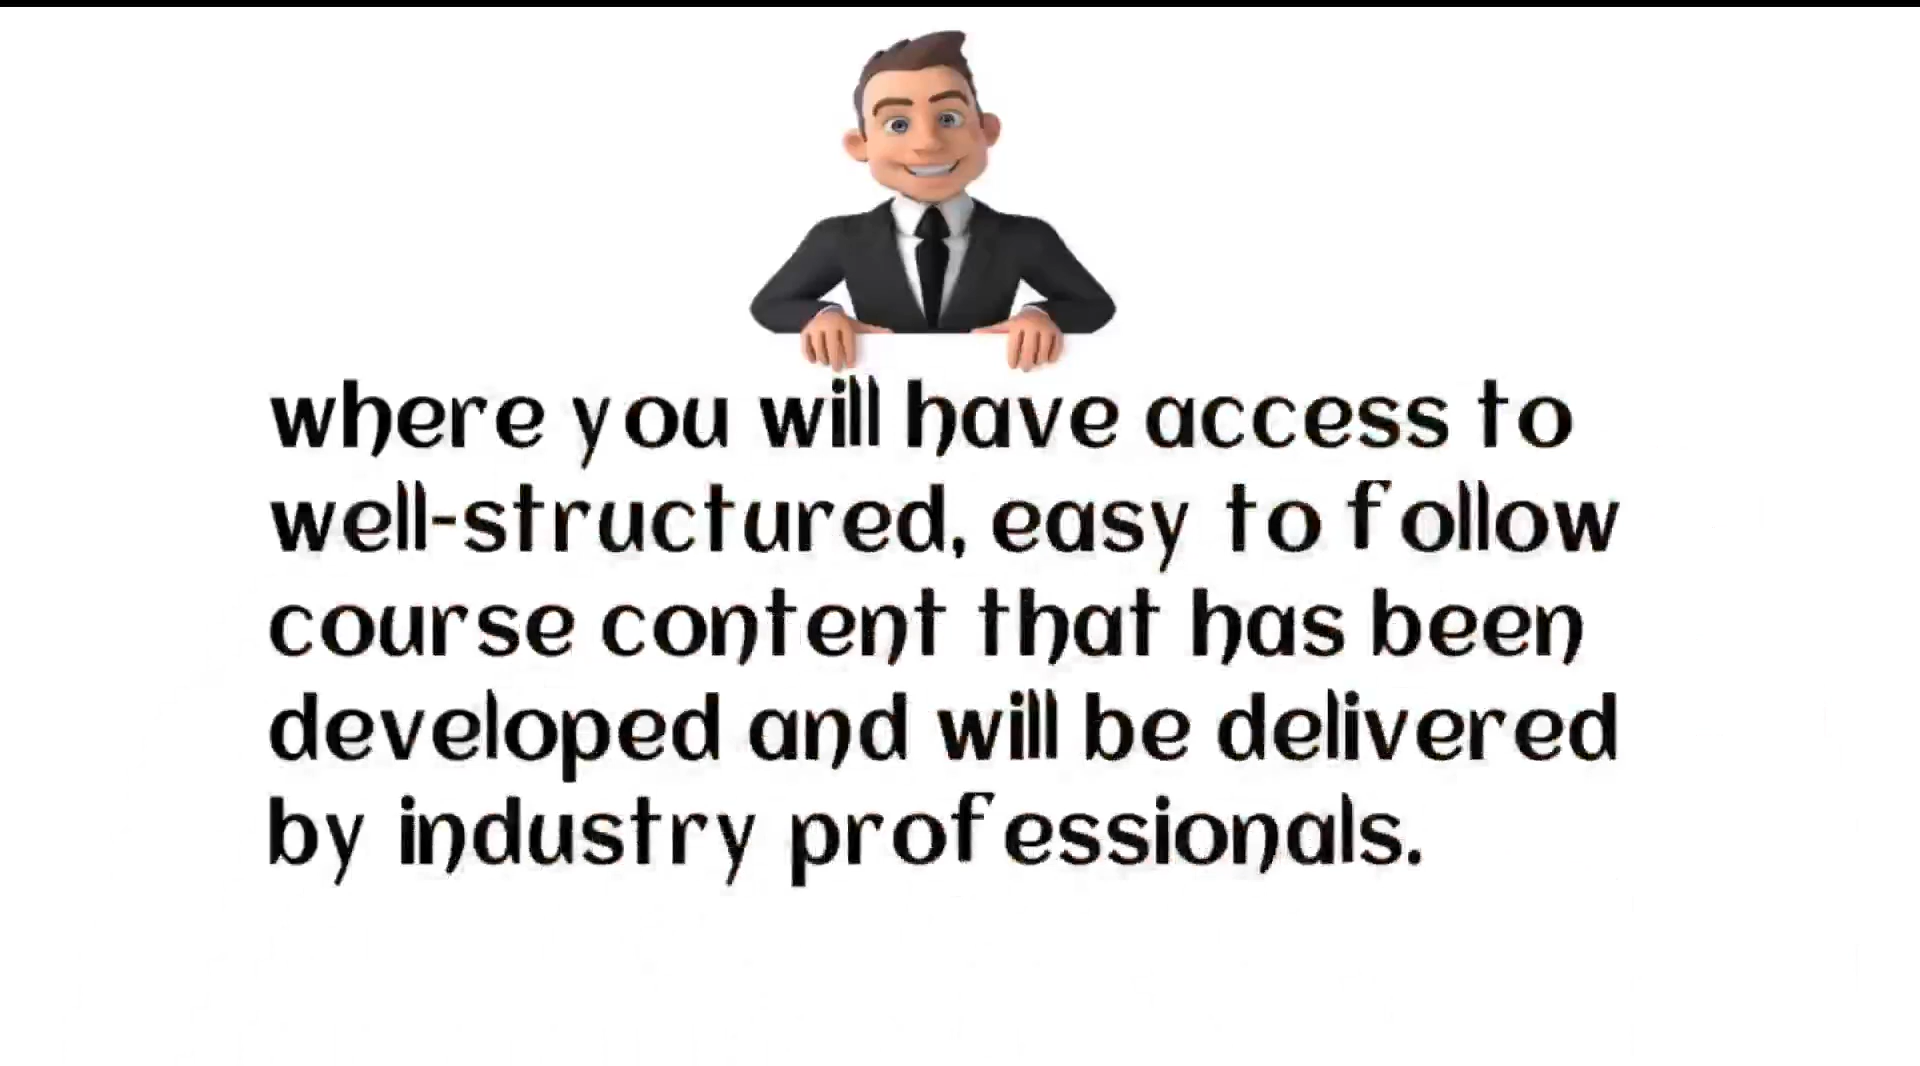 where you will have access to
well-structured, easy to follow
course content that has been
developed and will be delivered
by industry professionals.